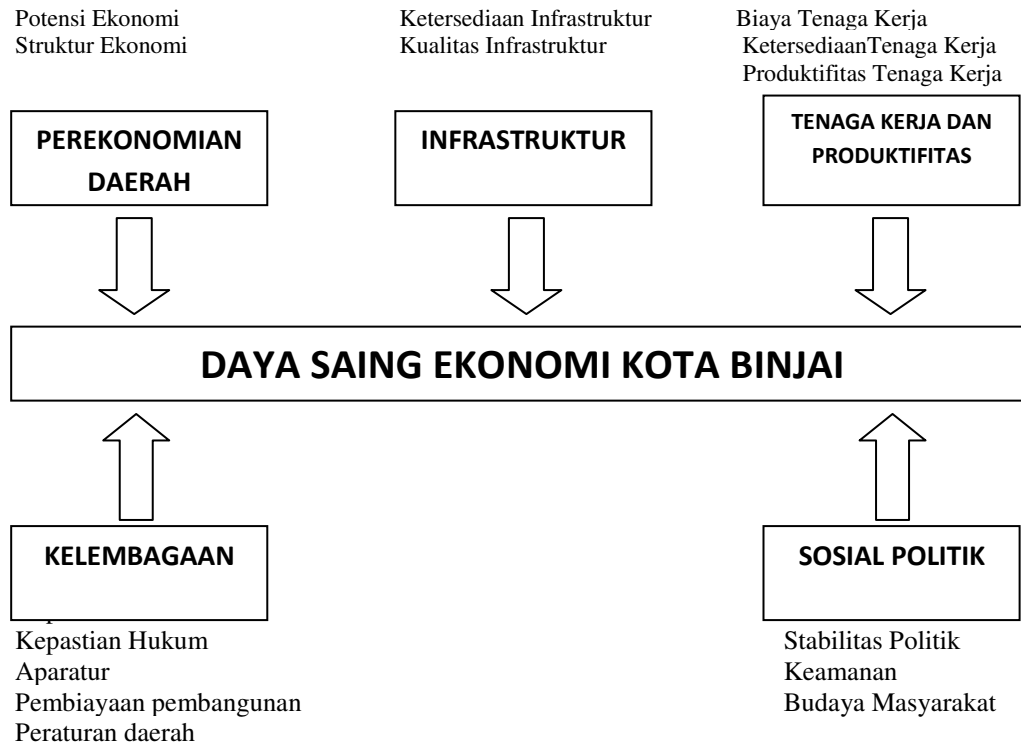 Potensi Ekonomi
Struktur Ekonomi
Ketersediaan Infrastruktur
Kualitas Infrastruktur
Biaya Tenaga Kerja
KetersediaanTenaga Kerja
Produktifitas Tenaga Kerja
PEREKONOMIAN
DAERAH
INFRASTRUKTUR
TENAGA KERJA DAN
PRODUKTIFITAS
DAYA SAING EKONOMI KOTA BINJAI
KELEMBAGAAN
SOSIAL POLITIK
Kepastian Hukum
Aparatur
Pembiayaan pembangunan
Peraturan daerah
Stabilitas Politik
Keamanan
Budaya Masyarakat